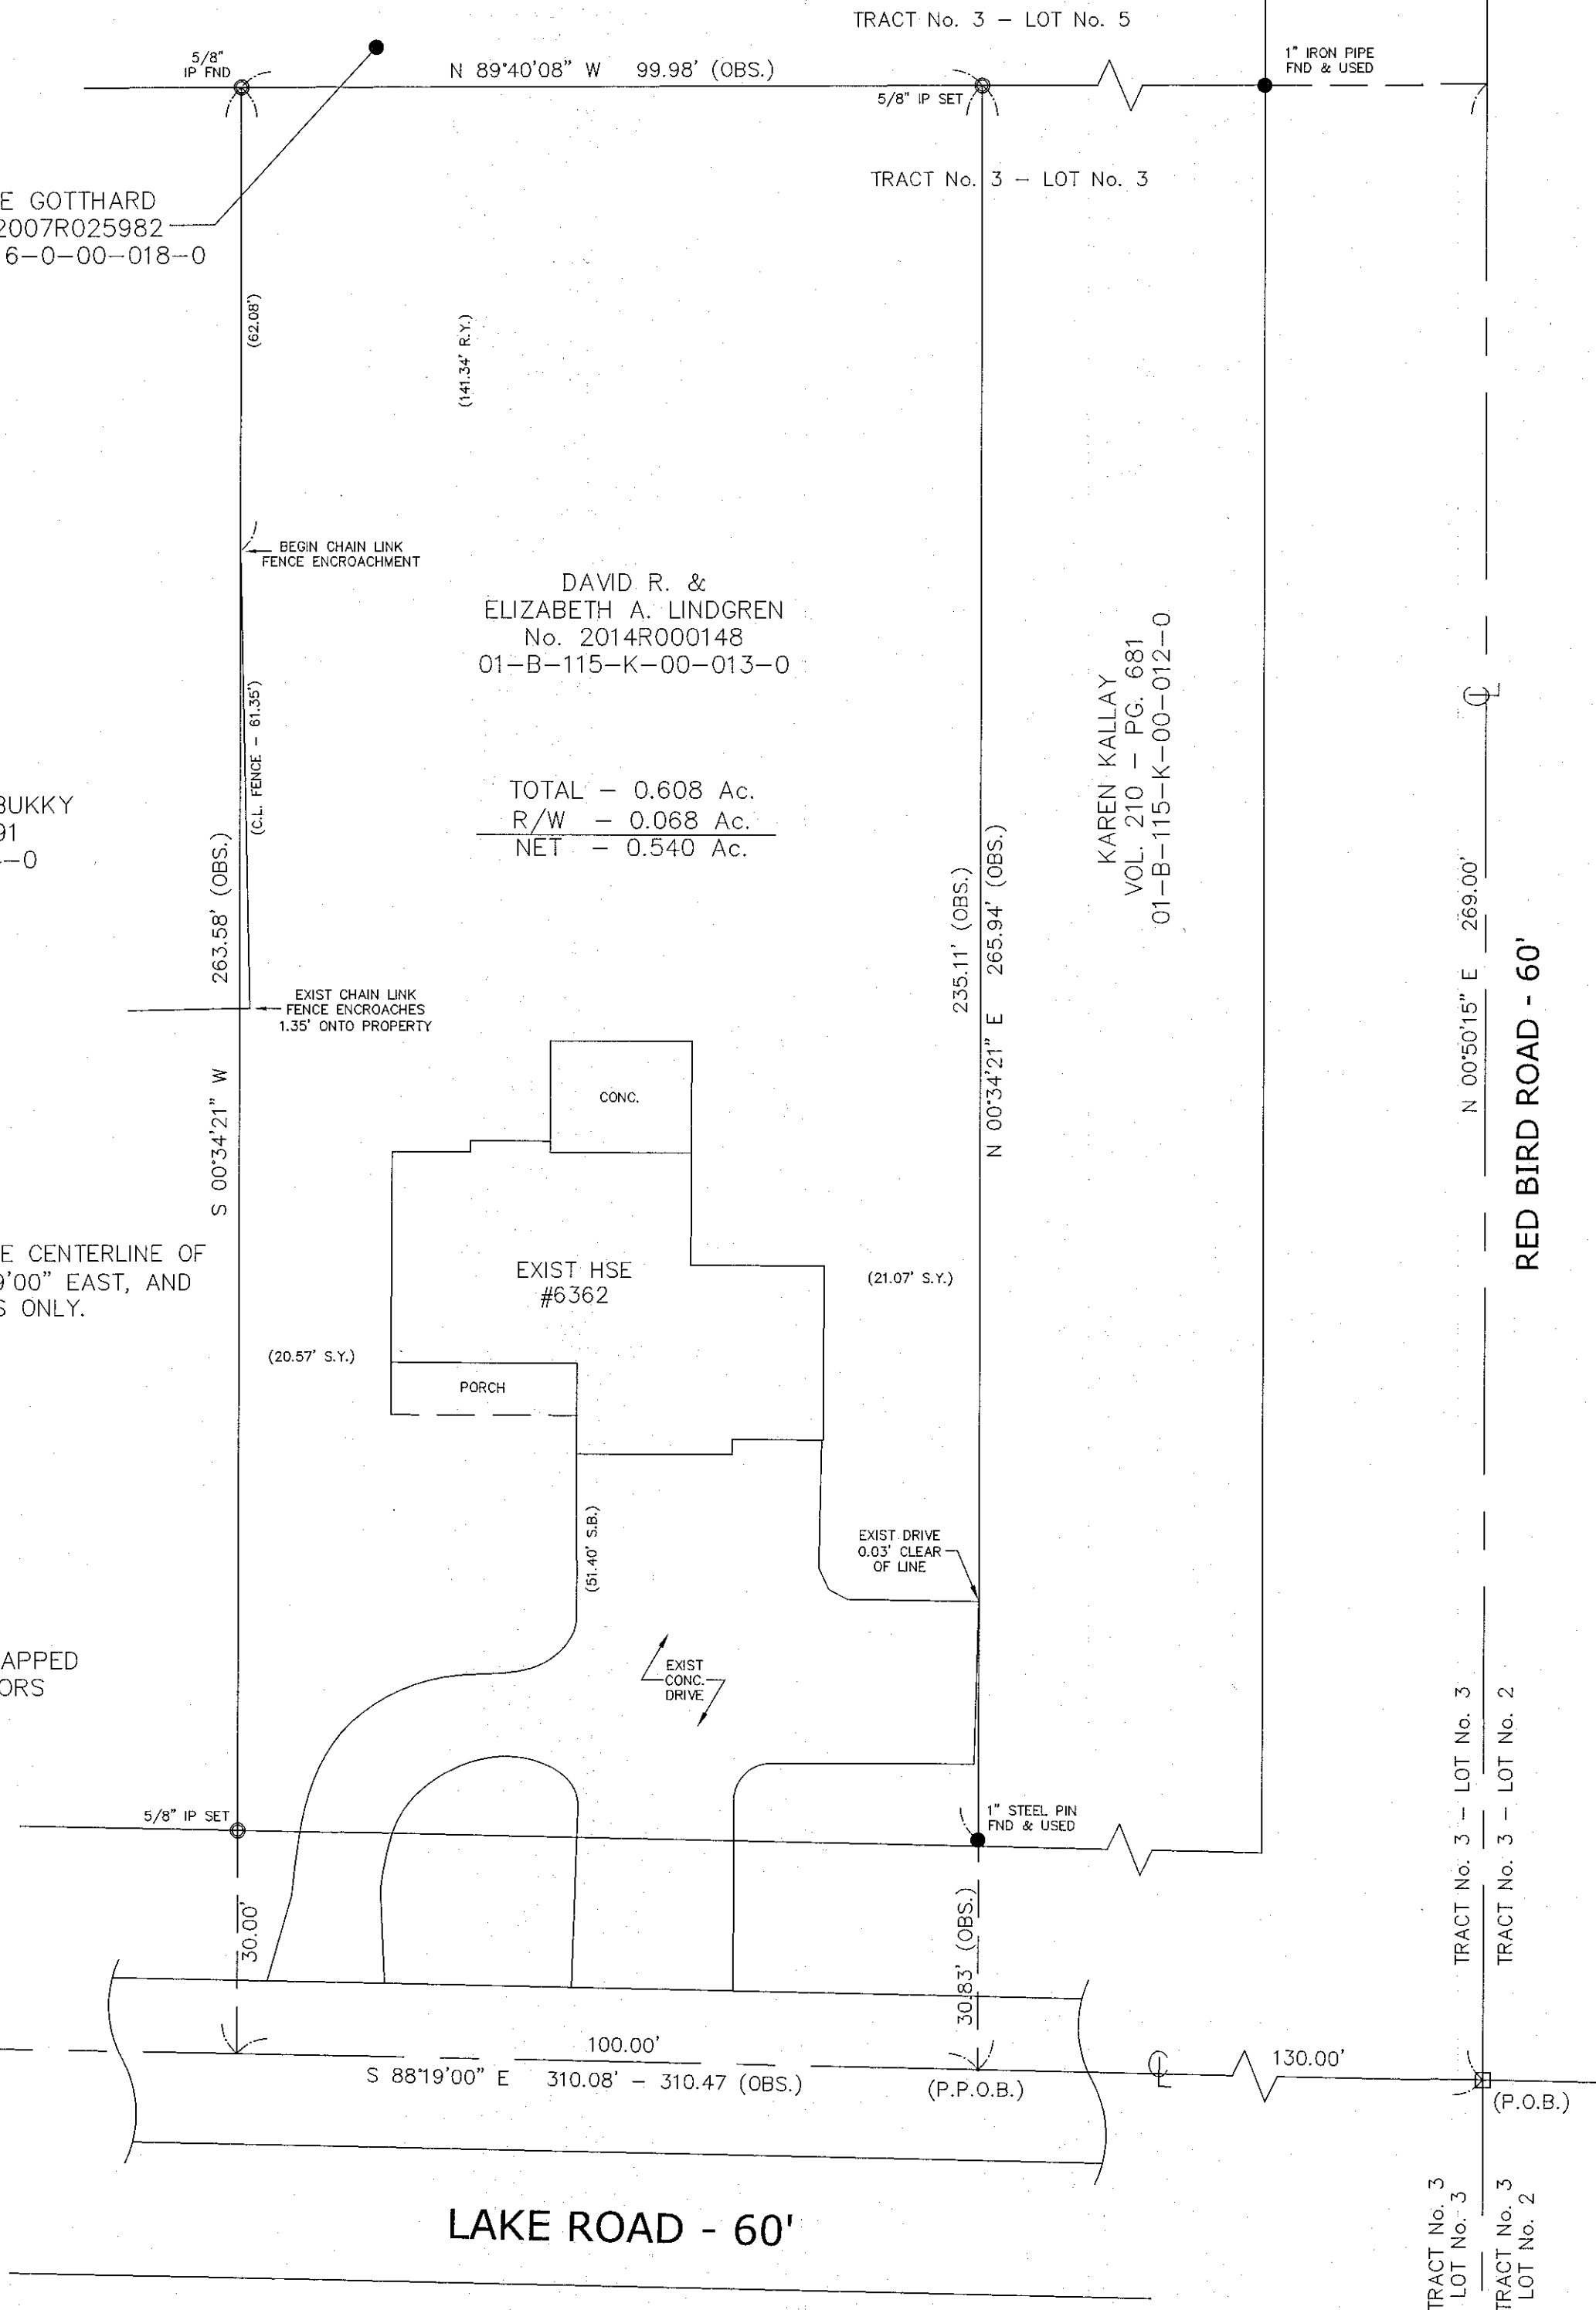 TRACT No. 3 – LOT No. 5
5/8"
IP FND
N 89°40'08" W 99.98' (OBS.)
5/8" IP SET
1" IRON PIPE
FND & USED
TRACT No. 3 – LOT No. 3
E GOTTHARD
2007R025982
6–0–00–018–0
(62.08')
(141.34' R.Y.)
BEGIN CHAIN LINK
FENCE ENCROACHMENT
DAVID R. &
ELIZABETH A. LINDGREN
No. 2014R000148
01–B–115–K–00–013–0
KAREN KALLAY
VOL. 210 – PG. 681
01–B–115–K–00–012–0
(C.L. FENCE – 61.35')
TOTAL – 0.608 Ac.
R/W – 0.068 Ac.
NET – 0.540 Ac.
BUKKY
91
–0
S 00°34'21" W 263.58' (OBS.)
235.11' (OBS.)
N 00°34'21" E 265.94' (OBS.)
N 00°50'15" E 269.00'
RED BIRD ROAD - 60'
EXIST CHAIN LINK
FENCE ENCROACHES
1.35' ONTO PROPERTY
CONC.
E CENTERLINE OF
9'00" EAST, AND
S ONLY.
EXIST HSE
#6362
(21.07' S.Y.)
(20.57' S.Y.)
PORCH
(51.40' S.B.)
EXIST DRIVE
0.03' CLEAR
OF LINE
APPED
ORS
EXIST
CONC.
DRIVE
TRACT No. 3 – LOT No. 3
TRACT No. 3 – LOT No. 2
5/8" IP SET
1" STEEL PIN
FND & USED
30.00'
30.83' (OBS.)
100.00'
S 88°19'00" E 310.08' – 310.47 (OBS.)
(P.P.O.B.)
CL
130.00'
(P.O.B.)
TRACT No. 3
LOT No. 3
TRACT No. 3
LOT No. 2
LAKE ROAD - 60'